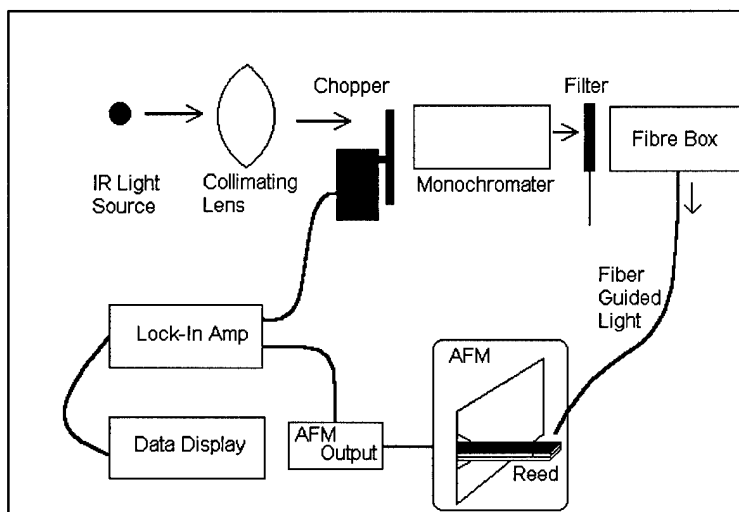 Chopper
Filter
Fibre Box
IR Light
Source
Collimating
Lens
Monochromater
Fiber
Guided
Light
Lock-In Amp
AFM
Data Display
AFM
Output
Reed